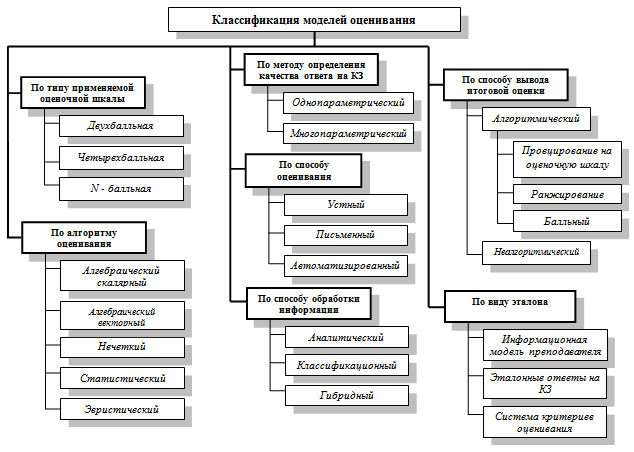 Классификация моделей оценивания
По типу применяемой
оценочной шкалы
Двухбалльная
Четырехбалльная
N - балльная
По алгоритму
оценивания
Алгебраический
скалярный
Алгебраический
векторный
Нечеткий
Статистический
Эвристический
По методу определения
качества ответа на КЗ
Однопараметрический
Многопараметрический
По способу
оценивания
Устный
Письменный
Автоматизированный
По способу обработки
информации
Аналитический
Классификационный
Гибридный
По способу вывода
итоговой оценки
Алгоритмический
Проецирование на
оценочную шкалу
Ранжирование
Балльный
Неалгоритмический
По виду эталона
Информационная
модель преподавателя
Эталонные ответы на
КЗ
Система критериев
оценивания